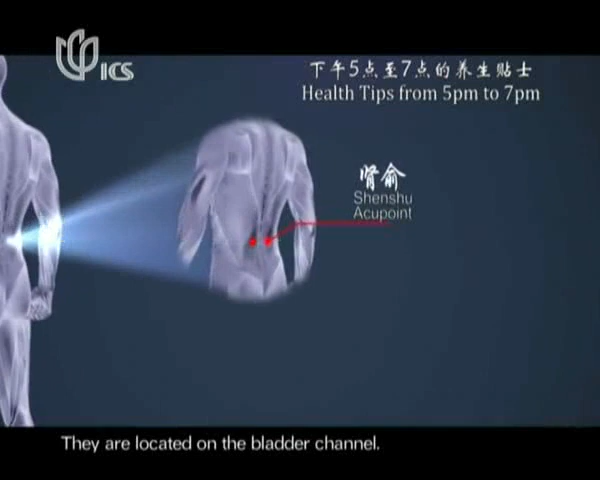 ICS
下午5点至7点的养生贴士
Health Tips from 5pm to 7pm
肾俞
Shenshu
Acupoint
They are located on the bladder channel.